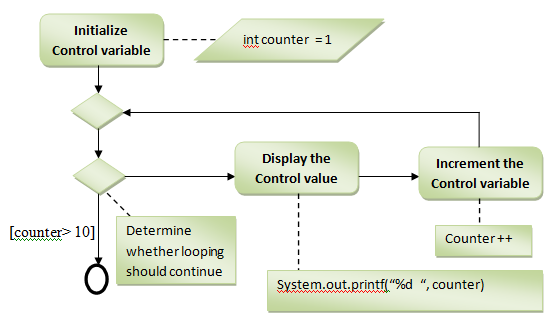 Initialize
Control variable
int counter = 1
Display the
Control value
Increment the
Control variable
[counter> 10]
Determine
whether looping
should continue
Counter ++
System.out.printf(“%d “, counter)